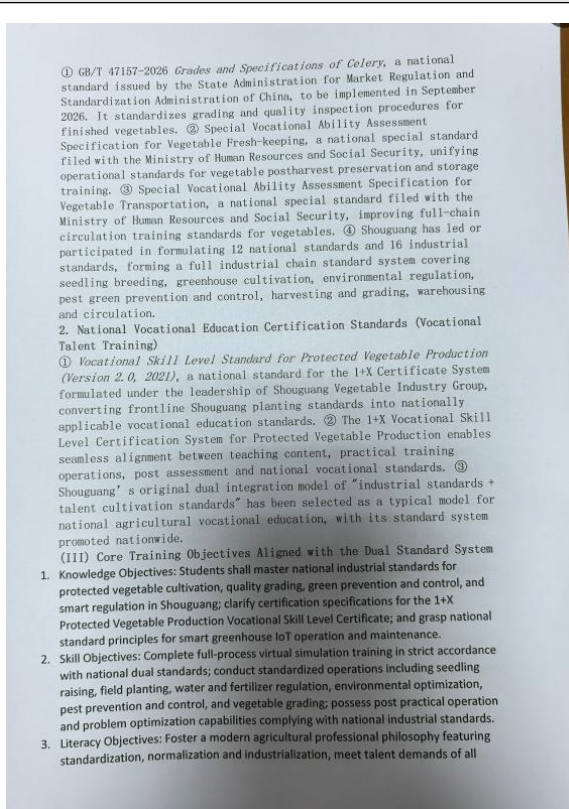 ① GB/T 47157-2026 Grades and Specifications of Celery, a national
standard issued by the State Administration for Market Regulation and
Standardization Administration of China, to be implemented in September
2026. It standardizes grading and quality inspection procedures for
finished vegetables. ② Special Vocational Ability Assessment
Specification for Vegetable Fresh-keeping, a national special standard
filed with the Ministry of Human Resources and Social Security, unifying
operational standards for vegetable postharvest preservation and storage
training. ③ Special Vocational Ability Assessment Specification for
Vegetable Transportation, a national special standard filed with the
Ministry of Human Resources and Social Security, improving full-chain
circulation training standards for vegetables. ④ Shouguang has led or
participated in formulating 12 national standards and 16 industrial
standards, forming a full industrial chain standard system covering
seedling breeding, greenhouse cultivation, environmental regulation,
pest green prevention and control, harvesting and grading, warehousing
and circulation.
2. National Vocational Education Certification Standards (Vocational
Talent Training)
① Vocational Skill Level Standard for Protected Vegetable Production
(Version 2.0, 2021), a national standard for the 1+X Certificate System
formulated under the leadership of Shouguang Vegetable Industry Group,
converting frontline Shouguang planting standards into nationally
applicable vocational education standards. ② The 1+X Vocational Skill
Level Certification System for Protected Vegetable Production enables
seamless alignment between teaching content, practical training
operations, post assessment and national vocational standards. ③
Shouguang's original dual integration model of "industrial standards +
talent cultivation standards" has been selected as a typical model for
national agricultural vocational education, with its standard system
promoted nationwide.
(III) Core Training Objectives Aligned with the Dual Standard System
1. Knowledge Objectives: Students shall master national industrial standards for
protected vegetable cultivation, quality grading, green prevention and control, and
smart regulation in Shouguang; clarify certification specifications for the 1+X
Protected Vegetable Production Vocational Skill Level Certificate; and grasp national
standard principles for smart greenhouse IoT operation and maintenance.
2. Skill Objectives: Complete full-process virtual simulation training in strict accordance
with national dual standards; conduct standardized operations including seedling
raising, field planting, water and fertilizer regulation, environmental optimization,
pest prevention and control, and vegetable grading; possess post practical operation
and problem optimization capabilities complying with national industrial standards.
3. Literacy Objectives: Foster a modern agricultural professional philosophy featuring
standardization, normalization and industrialization, meet talent demands of all